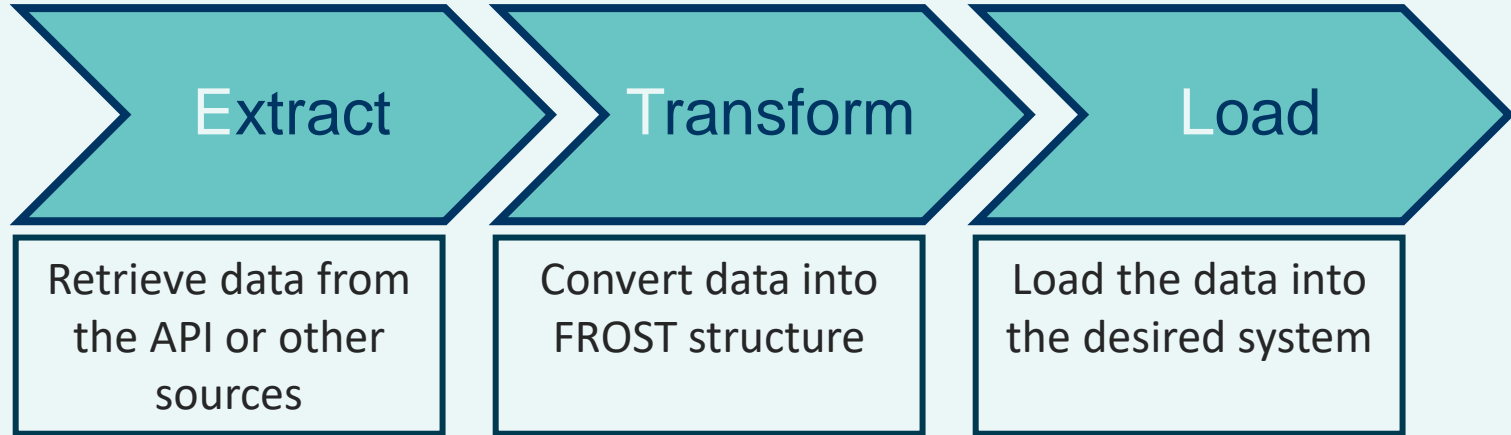 Extract
Transform
Load
Retrieve data from
the API or other
sources
Convert data into
FROST structure
Load the data into
the desired system